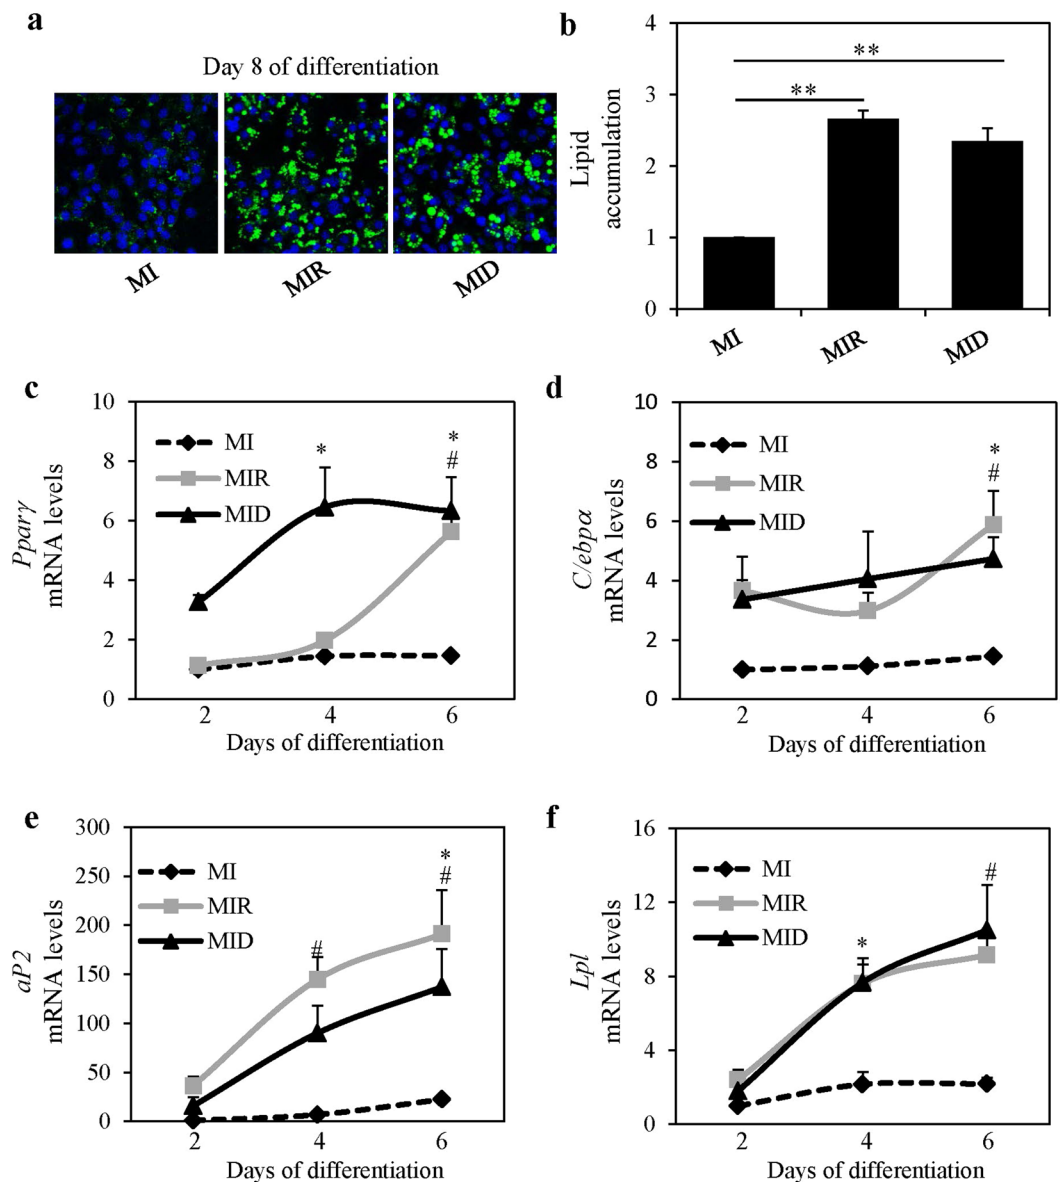 a
Day 8 of differentiation
MI
MIR
MID
b
Lipid
accumulation
4
3
2
1
0
**
**
MI
MIR
MID
c
Pparγ
mRNA levels
10
8
6
4
2
0
MI
MIR
MID
*
*
#
2
4
6
Days of differentiation
d
C/ebpα
mRNA levels
10
8
6
4
2
0
MI
MIR
MID
*
#
2
4
6
Days of differentiation
e
aP2
mRNA levels
300
250
200
150
100
50
0
MI
MIR
MID
#
*
#
2
4
6
Days of differentiation
f
Lpl
mRNA levels
16
12
8
4
0
MI
MIR
MID
*
#
2
4
6
Days of differentiation